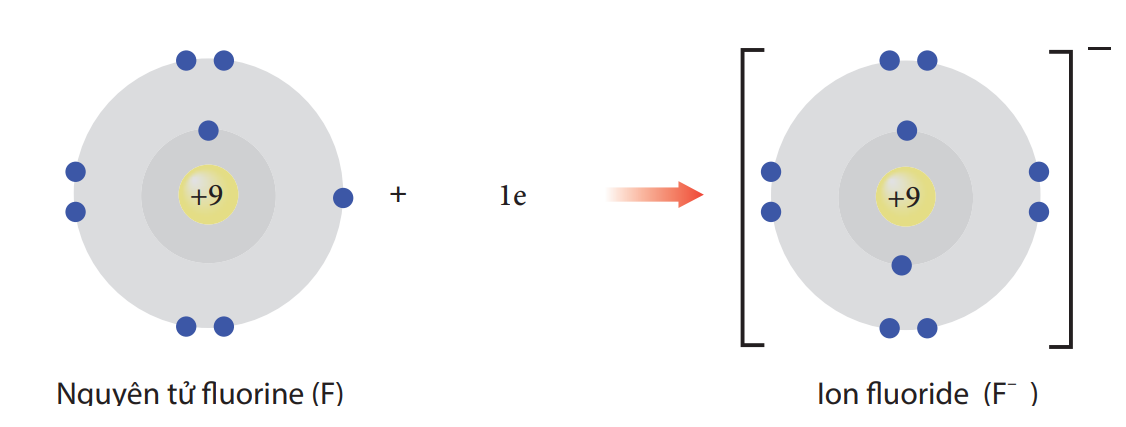 +9
+
1e
+9
–
Nguyên tử fluorine (F)
Ion fluoride (F⁻ )